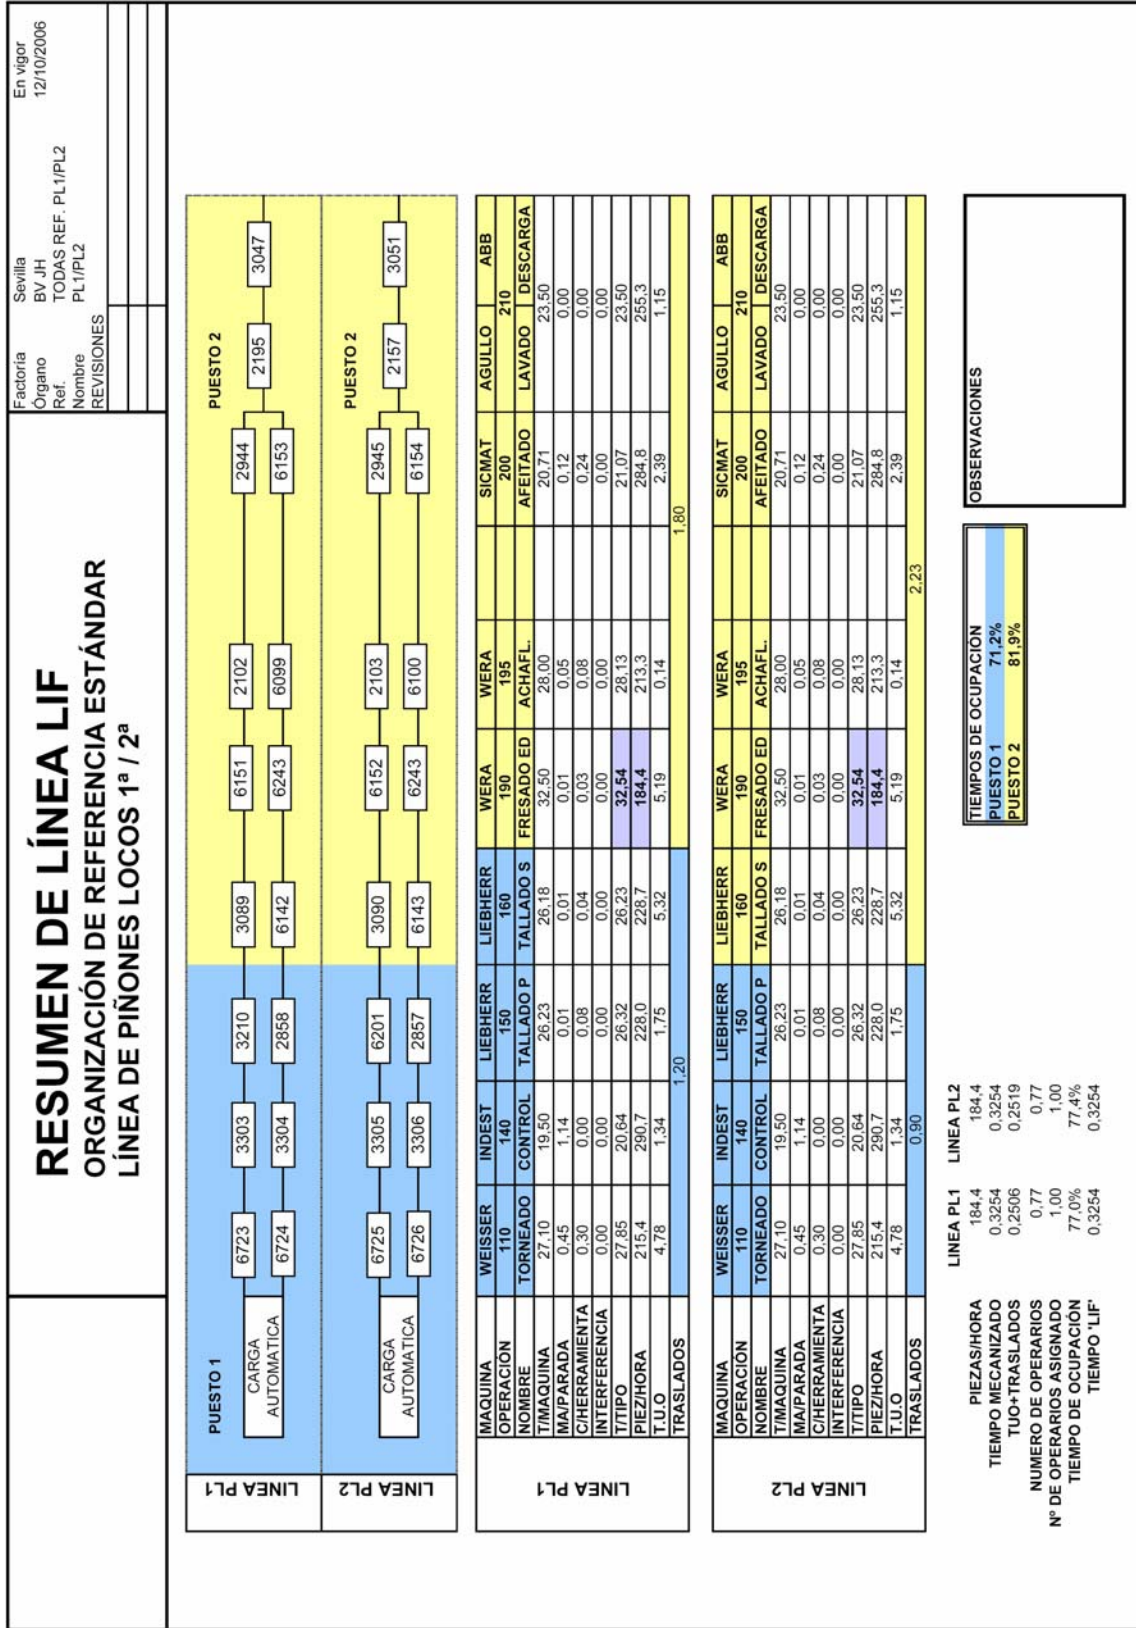 RESUMEN DE LÍNEA LIF
ORGANIZACIÓN DE REFERENCIA ESTÁNDAR
LÍNEA DE PIÑONES LOCOS 1ª / 2ª
Factoría Sevilla En vigor
Órgano BV JH 12/10/2006
Ref. TODAS REF. PL1/PL2
Nombre PL1/PL2
REVISIONES
LINEA PL1
PUESTO 1 PUESTO 2
CARGA AUTOMATICA
6723 3303 3210 3089 6151 2102 2944 2195 3047
6724 3304 2858 6142 6243 6099 6153
LINEA PL2
PUESTO 2
CARGA AUTOMATICA
6725 3305 6201 3090 6152 2103 2945 2157 3051
6726 3306 2857 6143 6243 6100 6154
LINEA PL1
MAQUINA WEISSER INDEST LIEBHERR LIEBHERR WERA WERA SICMAT AGULLO ABB
OPERACIÓN 110 140 150 160 190 195 200 210
NOMBRE TORNEADO CONTROL TALLADO P TALLADO S FRESADO ED ACHAFL. AFEITADO LAVADO DESCARGA
T/MAQUINA 27,10 19,50 26,23 26,18 32,50 28,00 20,71 23,50
MA/PARADA 0,45 1,14 0,01 0,01 0,01 0,05 0,12 0,00
C/HERRAMIENTA 0,30 0,00 0,08 0,04 0,03 0,08 0,24 0,00
INTERFERENCIA 0,00 0,00 0,00 0,00 0,00 0,00 0,00 0,00
T/TIPO 27,85 20,64 26,32 26,23 32,54 28,13 21,07 23,50
PIEZ/HORA 215,4 290,7 228,0 228,7 184,4 213,3 284,8 255,3
T.U.O 4,78 1,34 1,75 5,32 5,19 0,14 2,39 1,15
TRASLADOS 1,20 1,80
LINEA PL2
MAQUINA WEISSER INDEST LIEBHERR LIEBHERR WERA WERA SICMAT AGULLO ABB
OPERACIÓN 110 140 150 160 190 195 200 210
NOMBRE TORNEADO CONTROL TALLADO P TALLADO S FRESADO ED ACHAFL. AFEITADO LAVADO DESCARGA
T/MAQUINA 27,10 19,50 26,23 26,18 32,50 28,00 20,71 23,50
MA/PARADA 0,45 1,14 0,01 0,01 0,01 0,05 0,12 0,00
C/HERRAMIENTA 0,30 0,00 0,08 0,04 0,03 0,08 0,24 0,00
INTERFERENCIA 0,00 0,00 0,00 0,00 0,00 0,00 0,00 0,00
T/TIPO 27,85 20,64 26,32 26,23 32,54 28,13 21,07 23,50
PIEZ/HORA 215,4 290,7 228,0 228,7 184,4 213,3 284,8 255,3
T.U.O 4,78 1,34 1,75 5,32 5,19 0,14 2,39 1,15
TRASLADOS 0,90 2,23
LINEA PL1 LINEA PL2
PIEZAS/HORA 184,4 184,4
TIEMPO MECANIZADO 0,3254 0,3254
TUO+TRASLADOS 0,2506 0,2519
NUMERO DE OPERARIOS 0,77 0,77
Nº DE OPERARIOS ASIGNADO 1,00 1,00
TIEMPO DE OCUPACIÓN 77,0% 77,4%
TIEMPO 'LIF' 0,3254 0,3254
TIEMPOS DE OCUPACIÓN
PUESTO 1 71,2%
PUESTO 2 81,9%
OBSERVACIONES